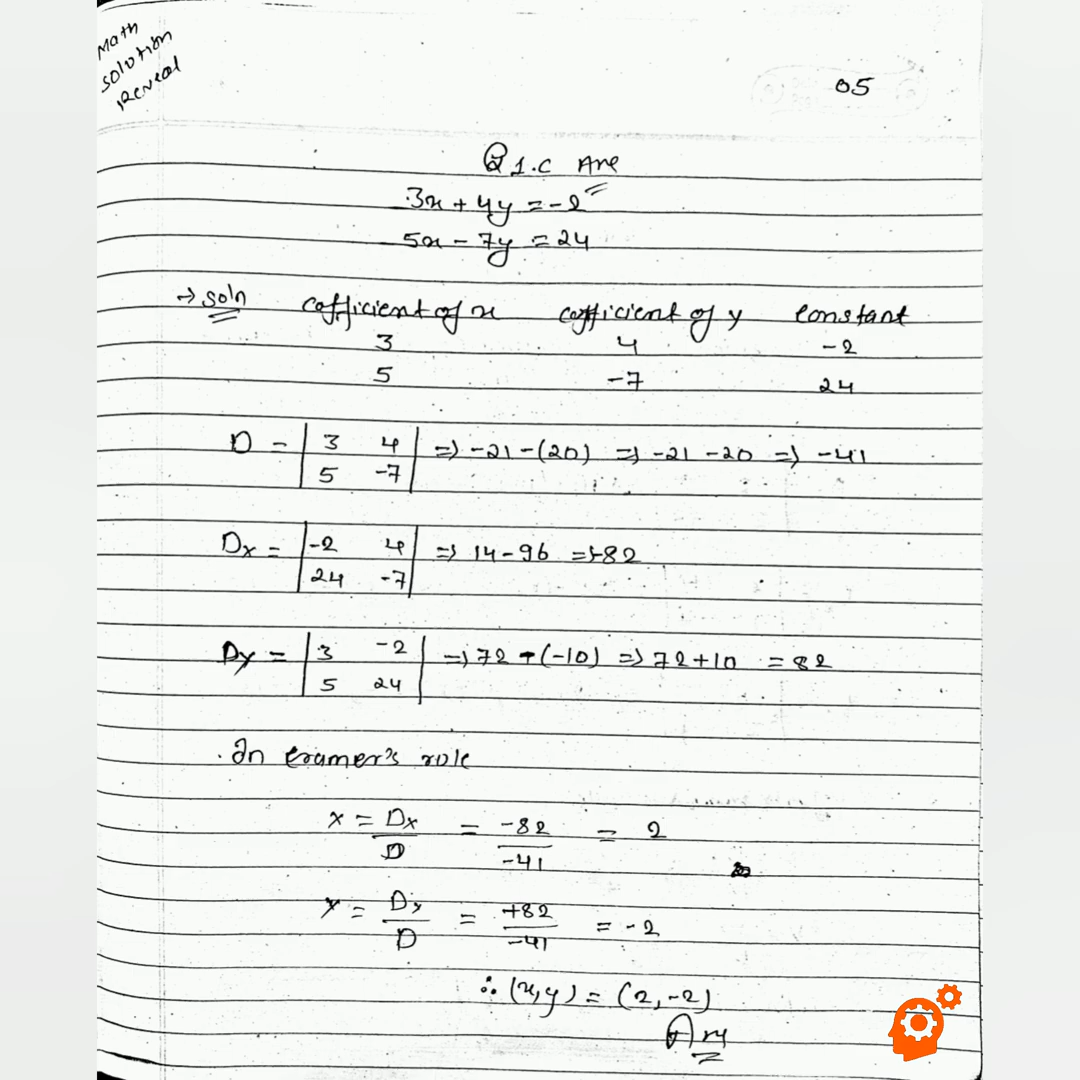 Math
solution
Reveal
05
Q 1.c Ans
3x + 4y = -2
5x - 7y = 24
→ soln cofficient of x cofficient of y constant
3 4 -2
5 -7 24
D = | 3 4 | ⇒ -21 -(20) ⇒ -21 -20 ⇒ -41
| 5 -7 |
Dx = | -2 4 | ⇒ 14 - 96 ⇒ -82
| 24 -7 |
Dy = | 3 -2 | ⇒ 72 - (-10) ⇒ 72 + 10 = 82
| 5 24 |
. In cramer's role
x = Dx = -82 = 2
D -41
y = Dy = +82 = -2
D -41
∴ (x,y) = (2, -2)
Ans